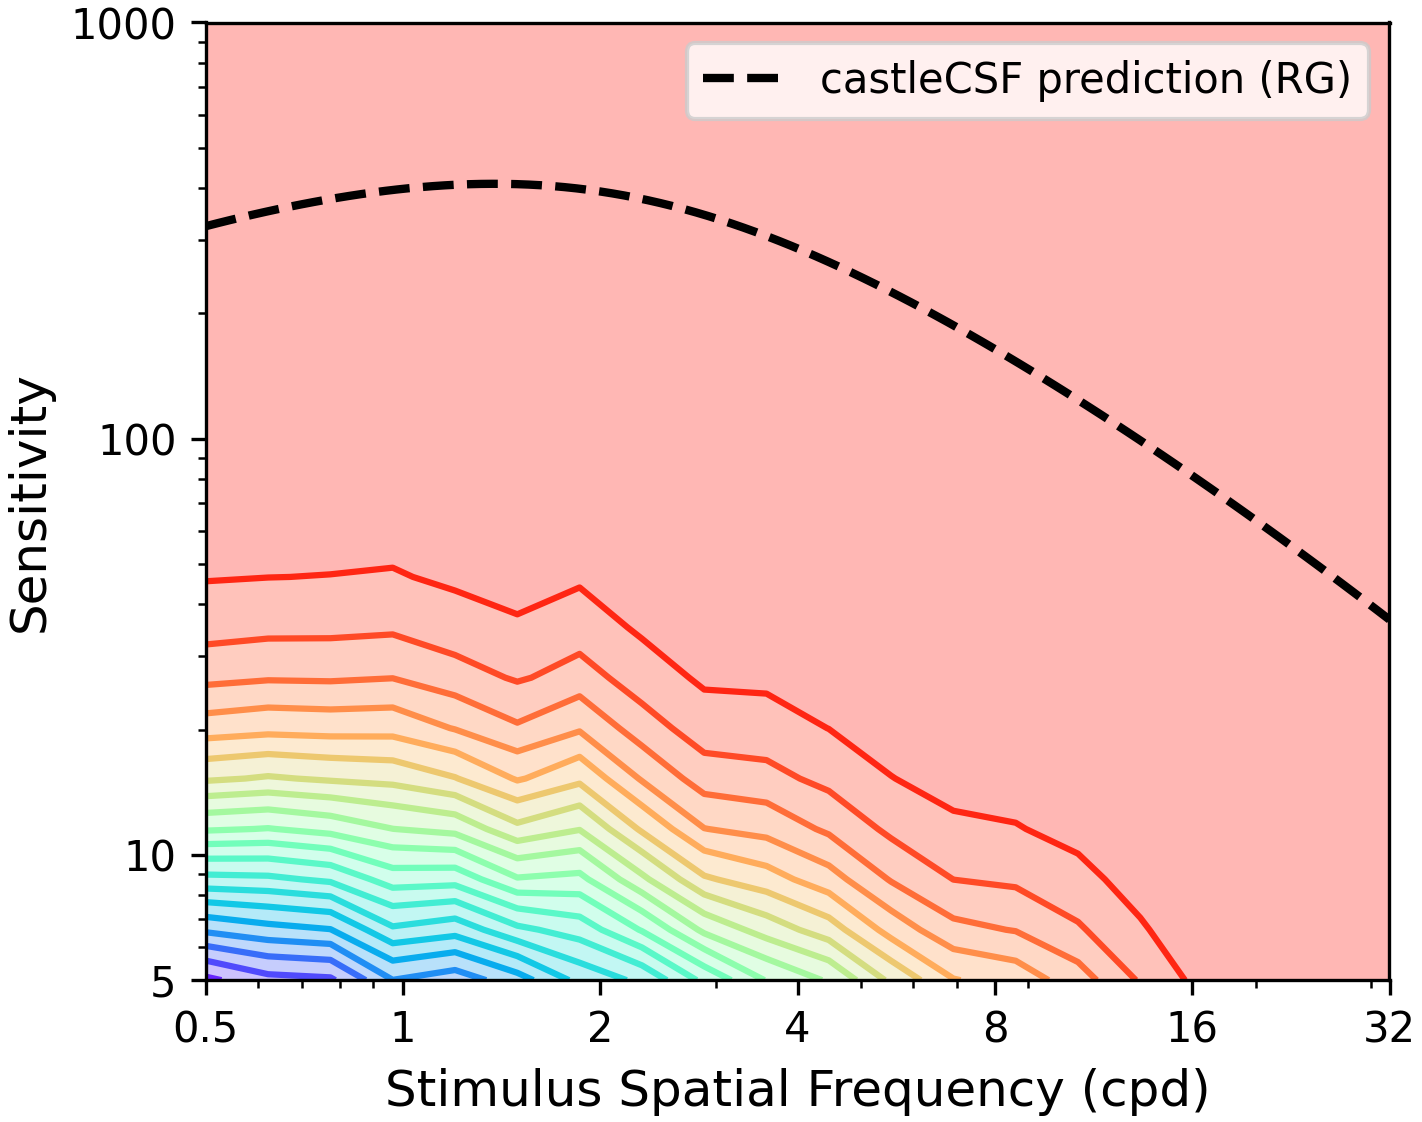 1000
castleCSF prediction (RG)
100
Sensitivity
10
5
0.5 1 2 4 8 16 32
Stimulus Spatial Frequency (cpd)